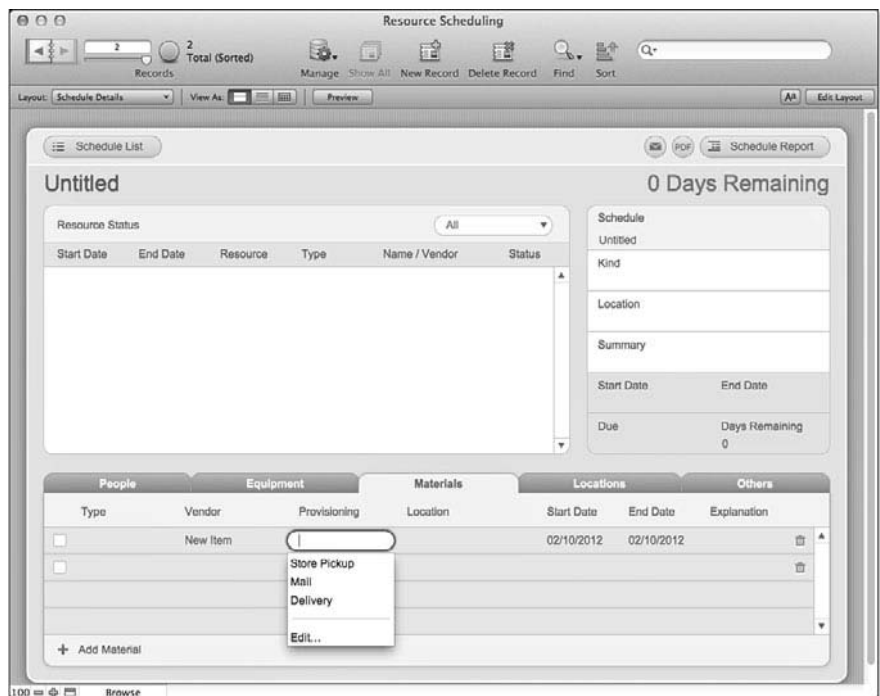 Resource Scheduling
2
2
Total (Sorted)
Records
Manage Show All New Record Delete Record Find Sort
Layout: Schedule Details View As: Preview Aa Edit Layout
Schedule List PDF Schedule Report
Untitled 0 Days Remaining
Resource Status All
Start Date End Date Resource Type Name / Vendor Status
Schedule
Untitled
Kind
Location
Summary
Start Date End Date
Due Days Remaining
0
People Equipment Materials Locations Others
Type Vendor Provisioning Location Start Date End Date Explanation
New Item 02/10/2012 02/10/2012
Store Pickup
Mail
Delivery
Edit...
+ Add Material
100 Browse